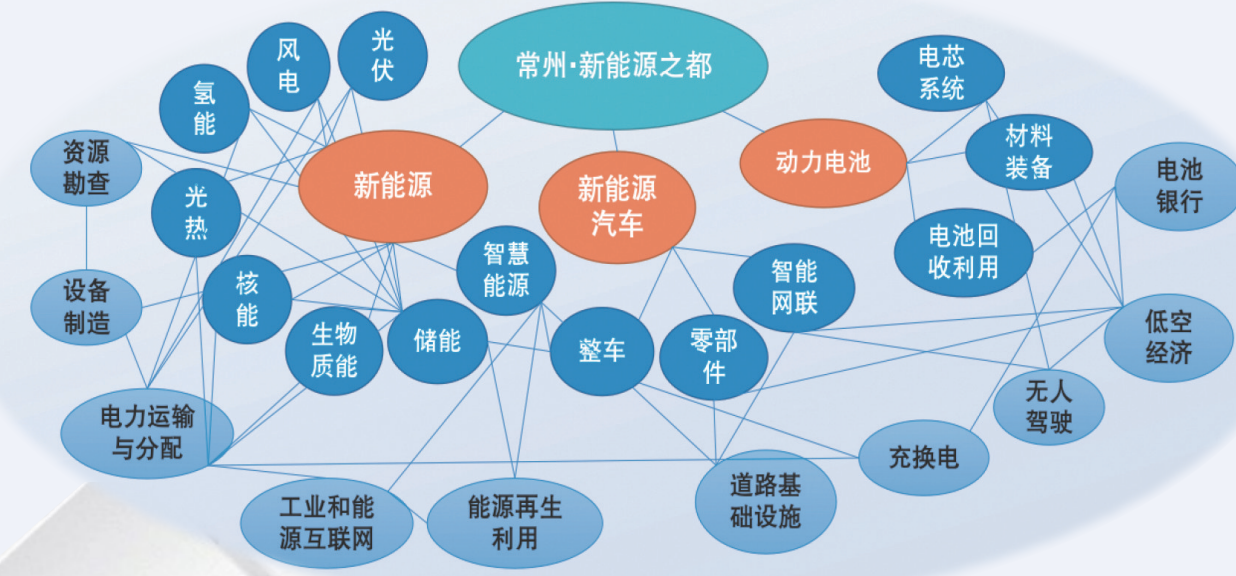 常州·新能源之都
光
伏
风
电
氢
能
电芯
系统
材料
装备
资源
勘查
新能源
新能源
汽车
动力电池
电池
银行
光
热
电池回
收利用
智慧
能源
智能
网联
核
能
设备
制造
生物
质能
储能
整车
零部
件
低空
经济
无人
驾驶
电力运输
与分配
充换电
道路基
础设施
工业和能
源互联网
能源再生
利用